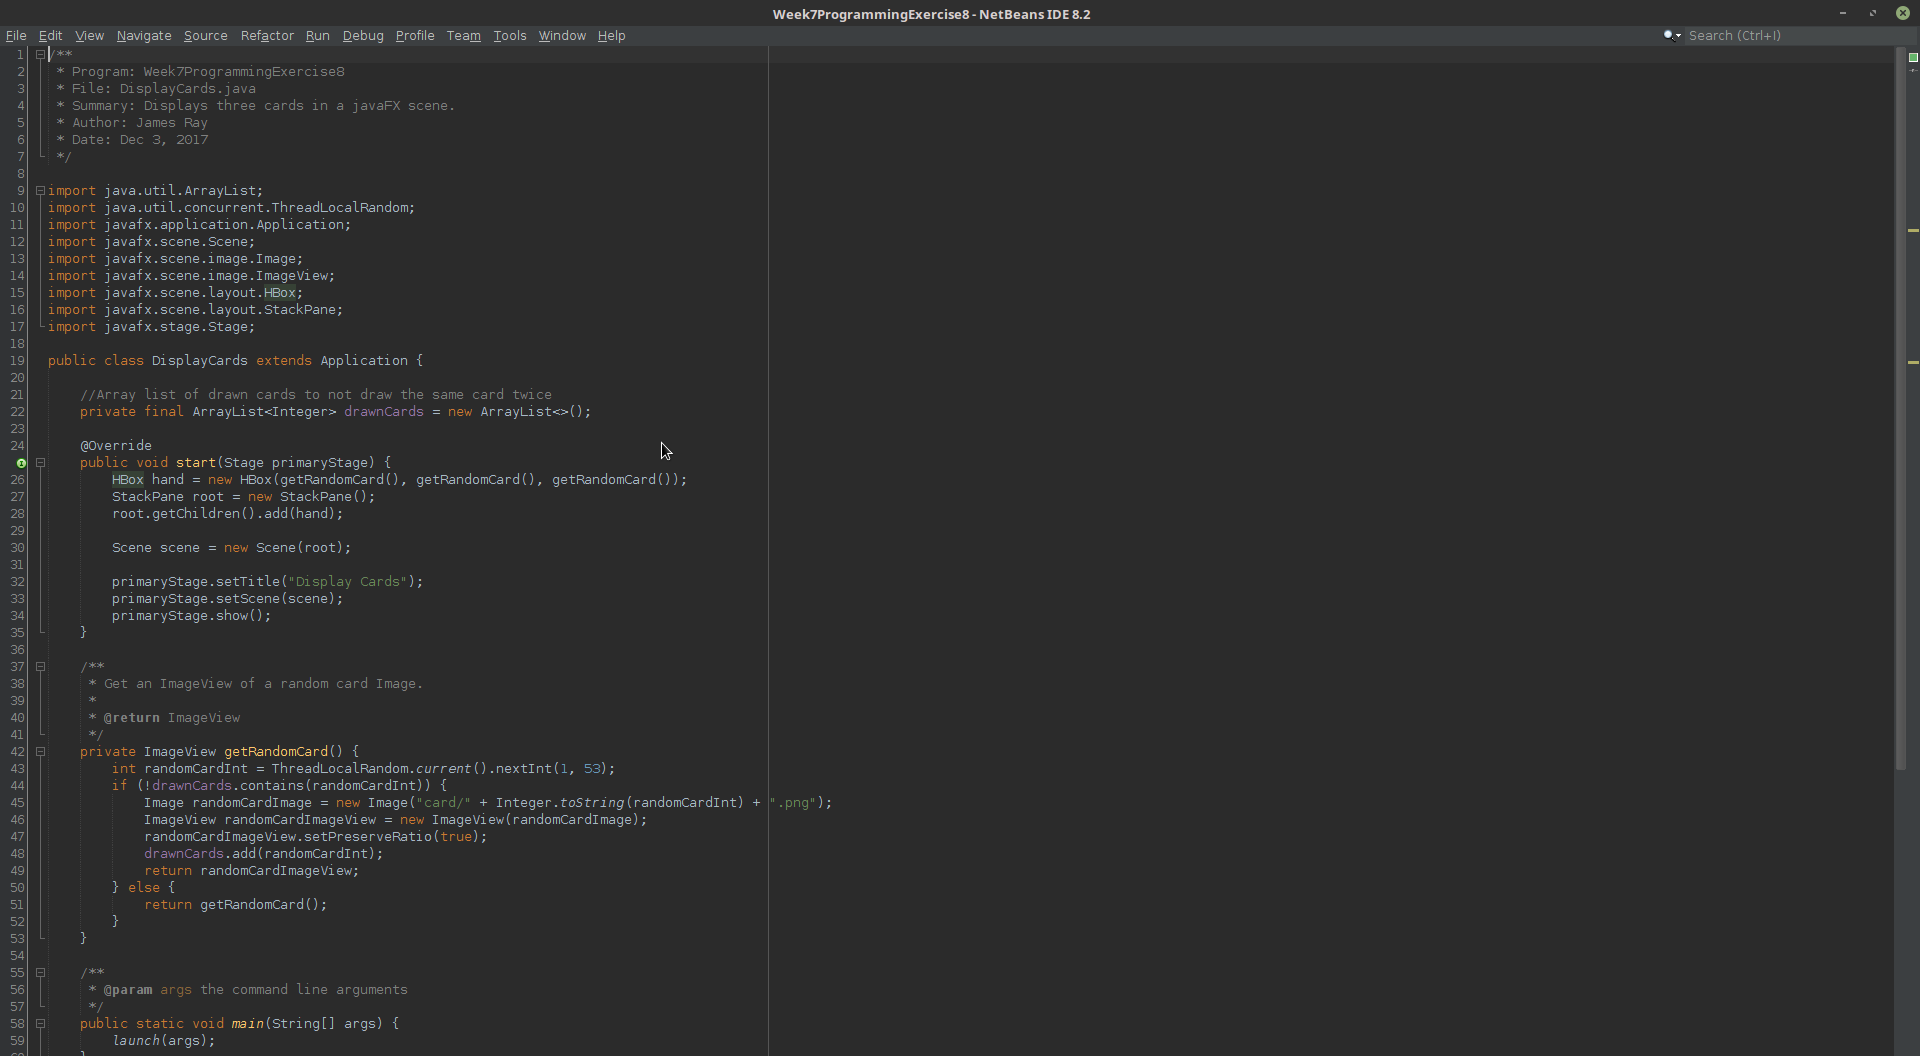 Week7ProgrammingExercise8 - NetBeans IDE 8.2
File Edit View Navigate Source Refactor Run Debug Profile Team Tools Window Help Search (Ctrl+I)
1 /**
2 * Program: Week7ProgrammingExercise8
3 * File: DisplayCards.java
4 * Summary: Displays three cards in a javaFX scene.
5 * Author: James Ray
6 * Date: Dec 3, 2017
7 */
8
9 import java.util.ArrayList;
10 import java.util.concurrent.ThreadLocalRandom;
11 import javafx.application.Application;
12 import javafx.scene.Scene;
13 import javafx.scene.image.Image;
14 import javafx.scene.image.ImageView;
15 import javafx.scene.layout.HBox;
16 import javafx.scene.layout.StackPane;
17 import javafx.stage.Stage;
18
19 public class DisplayCards extends Application {
20
21 //Array list of drawn cards to not draw the same card twice
22 private final ArrayList<Integer> drawnCards = new ArrayList<>();
23
24 @Override
public void start(Stage primaryStage) {
26 HBox hand = new HBox(getRandomCard(), getRandomCard(), getRandomCard());
27 StackPane root = new StackPane();
28 root.getChildren().add(hand);
29
30 Scene scene = new Scene(root);
31
32 primaryStage.setTitle("Display Cards");
33 primaryStage.setScene(scene);
34 primaryStage.show();
35 }
36
37 /**
38 * Get an ImageView of a random card Image.
39 *
40 * @return ImageView
41 */
42 private ImageView getRandomCard() {
43 int randomCardInt = ThreadLocalRandom.current().nextInt(1, 53);
44 if (!drawnCards.contains(randomCardInt)) {
45 Image randomCardImage = new Image("card/" + Integer.toString(randomCardInt) + ".png");
46 ImageView randomCardImageView = new ImageView(randomCardImage);
47 randomCardImageView.setPreserveRatio(true);
48 drawnCards.add(randomCardInt);
49 return randomCardImageView;
50 } else {
51 return getRandomCard();
52 }
53 }
54
55 /**
56 * @param args the command line arguments
57 */
58 public static void main(String[] args) {
59 launch(args);